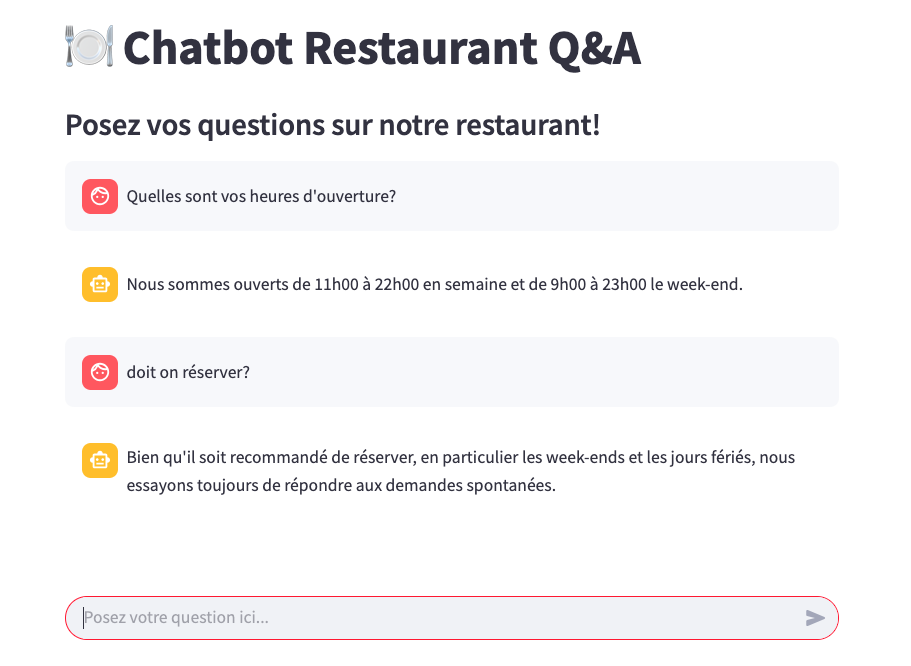 Chatbot Restaurant Q&A
Posez vos questions sur notre restaurant!
Quelles sont vos heures d'ouverture?
Nous sommes ouverts de 11h00 à 22h00 en semaine et de 9h00 à 23h00 le week-end.
doit on réserver?
Bien qu'il soit recommandé de réserver, en particulier les week-ends et les jours fériés, nous
essayons toujours de répondre aux demandes spontanées.
Posez votre question ici...